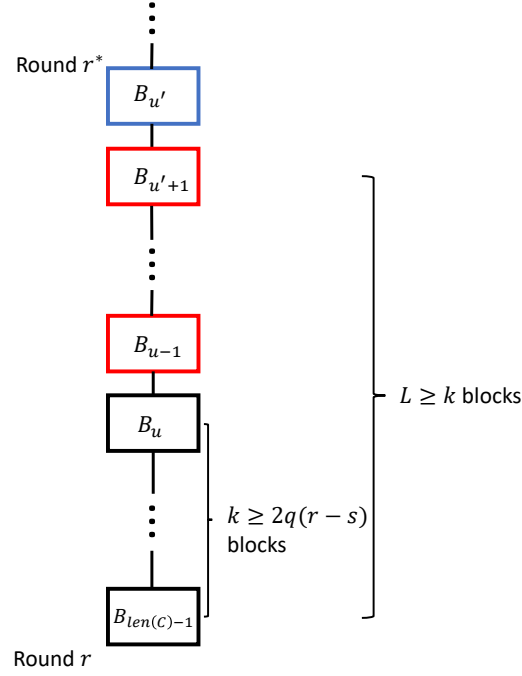 Round r*
B_{u'}
B_{u'+1}
B_{u-1}
B_u
L ≥ k blocks
k ≥ 2q(r − s)
blocks
B_{len(C)-1}
Round r